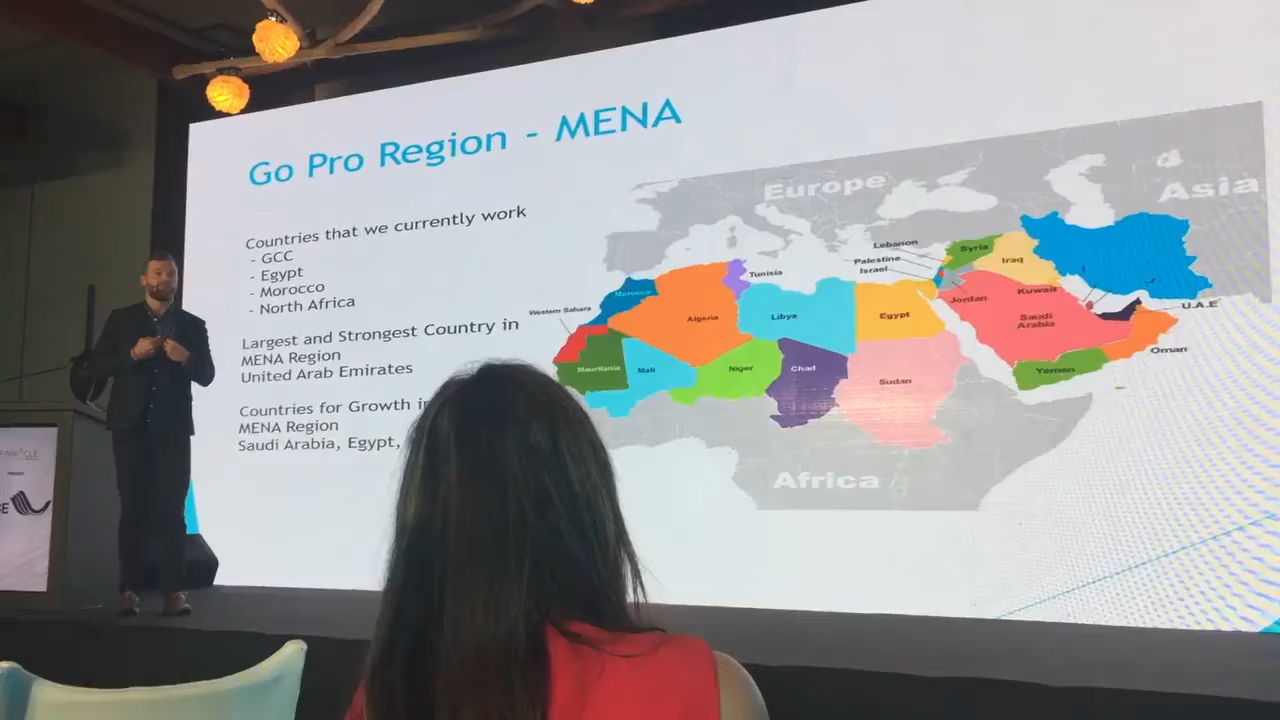 Go Pro Region - MENA
Countries that we currently work
- GCC
- Egypt
- Morocco
- North Africa
Largest and Strongest Country in
MENA Region
United Arab Emirates
Countries for Growth in
MENA Region
Saudi Arabia, Egypt,
Europe
Asia
Lebanon
Syria
Palestine
Israel
Iraq
Tunisia
Morocco
Kuwait
Jordan
Western Sahara
Algeria
Libya
Egypt
Saudi
Arabia
U.A.E
Oman
Mauritania
Mali
Niger
Chad
Sudan
Yemen
Africa